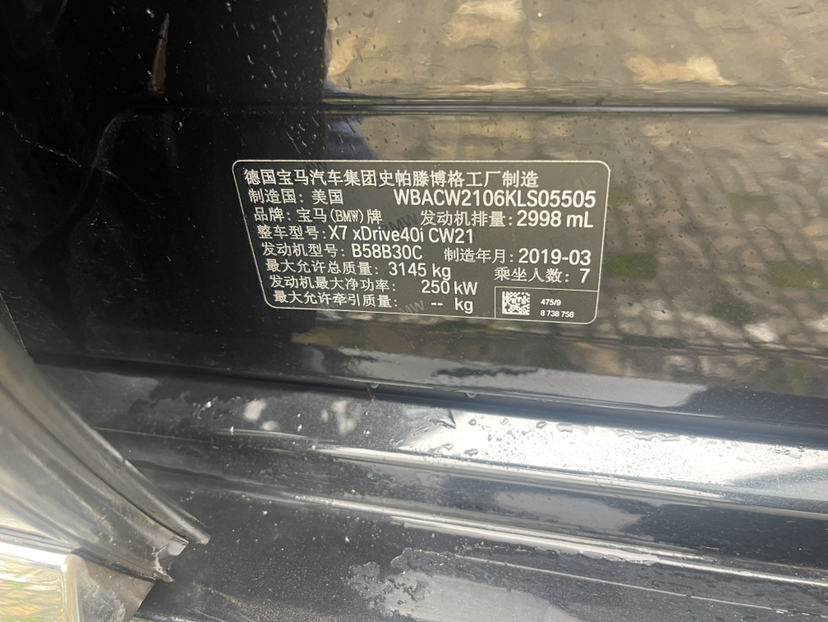 德国宝马汽车集团史帕滕博格工厂制造
制造国: 美国 WBACW2106KLS05505
品牌: 宝马(BMW)牌 发动机排量: 2998 mL
整车型号: X7 xDrive40i CW21
发动机型号: B58B30C 制造年月: 2019-03
最大允许总质量: 3145 kg 乘坐人数: 7
发动机最大净功率: 250 kW
最大允许牵引质量: -- kg
475/9
8 738 758